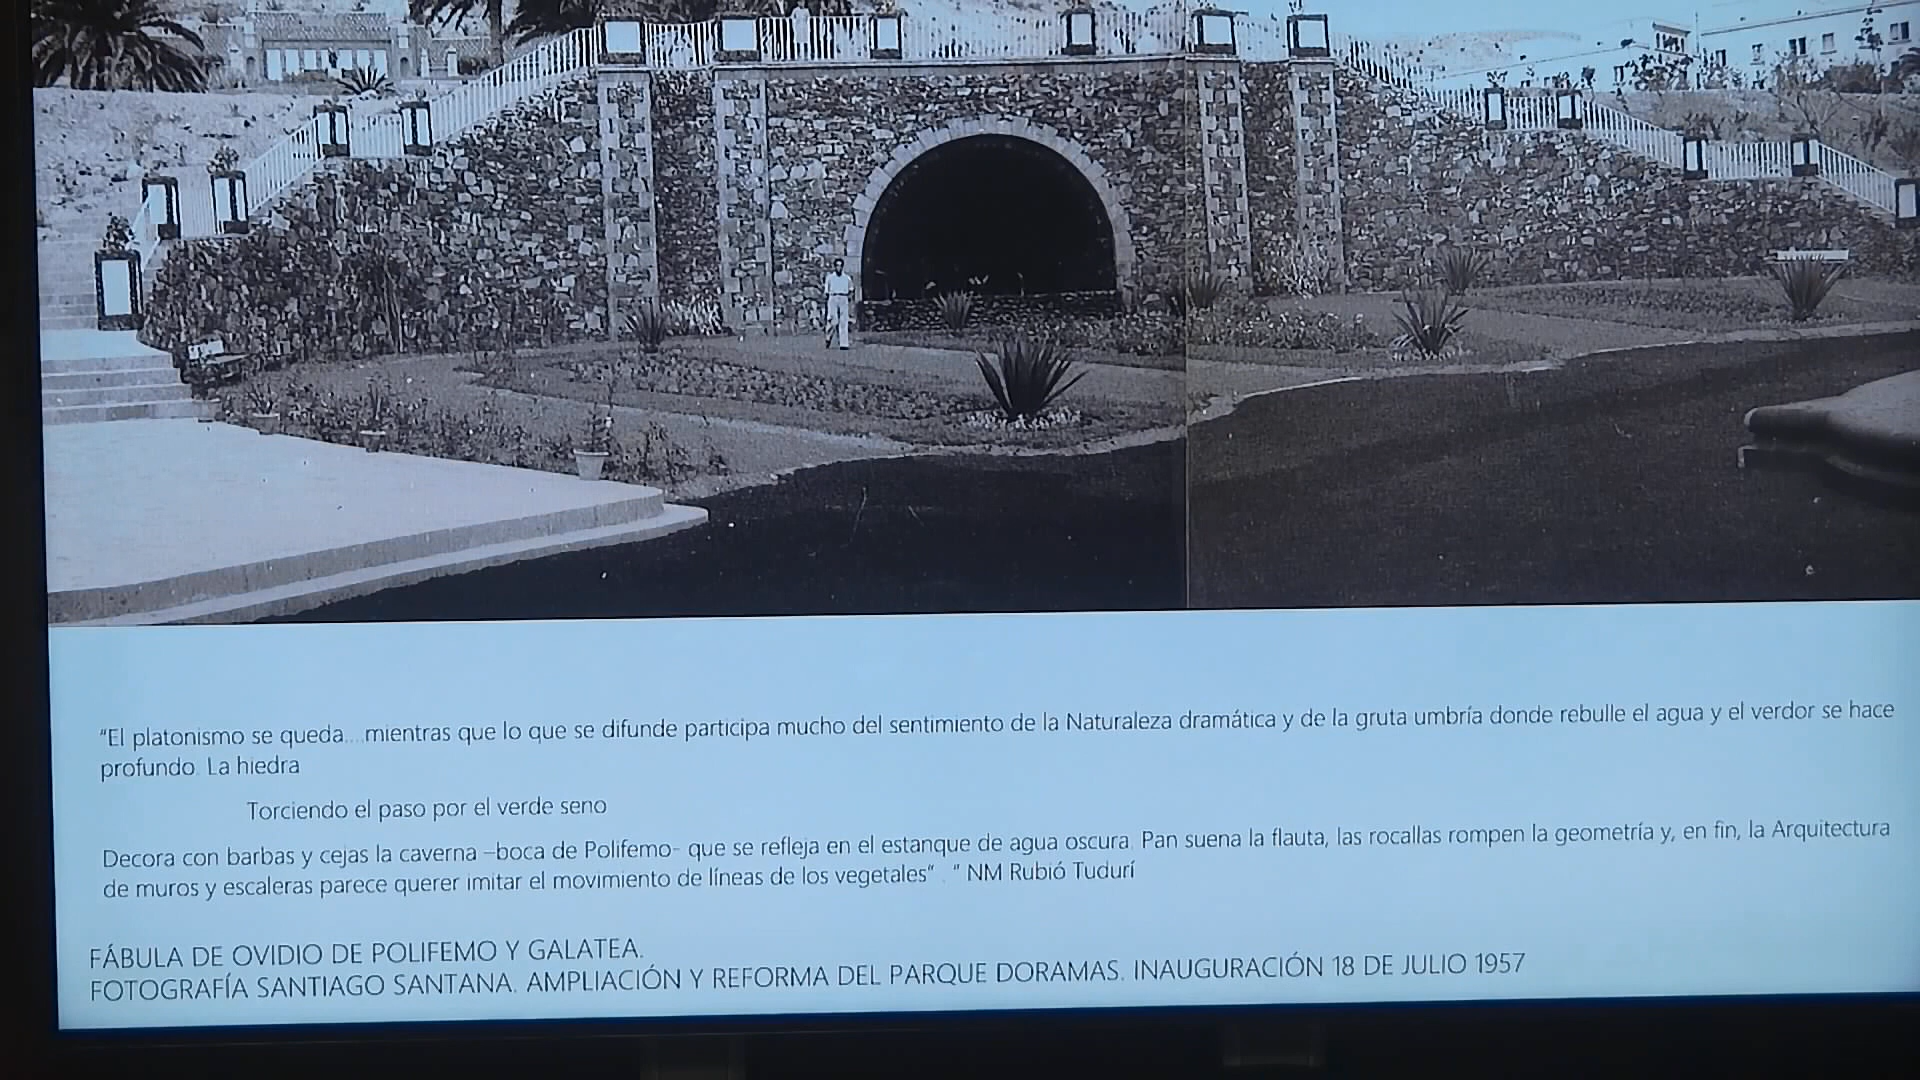 "El platonismo se queda....mientras que lo que se difunde participa mucho del sentimiento de la Naturaleza dramática y de la gruta umbría donde rebulle el agua y el verdor se hace
profundo. La hiedra
Torciendo el paso por el verde seno
Decora con barbas y cejas la caverna –boca de Polifemo- que se refleja en el estanque de agua oscura. Pan suena la flauta, las rocallas rompen la geometría y, en fin, la Arquitectura
de muros y escaleras parece querer imitar el movimiento de líneas de los vegetales" . " NM Rubió Tudurí
FÁBULA DE OVIDIO DE POLIFEMO Y GALATEA.
FOTOGRAFÍA SANTIAGO SANTANA. AMPLIACIÓN Y REFORMA DEL PARQUE DORAMAS. INAUGURACIÓN 18 DE JULIO 1957